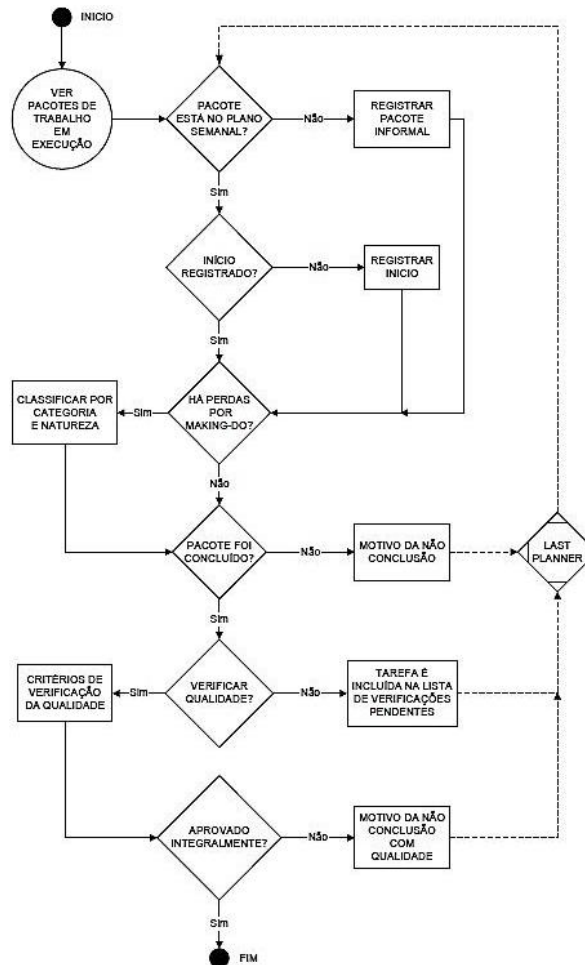 INICIO
VER
PACOTES DE
TRABALHO
EM
EXECUÇÃO
PACOTE
ESTÁ NO PLANO
SEMANAL?
Não
REGISTRAR
PACOTE
INFORMAL
Sim
INÍCIO
REGISTRADO?
Não
REGISTRAR
INICIO
Sim
CLASSIFICAR POR
CATEGORIA
E NATUREZA
Sim
HÁ PERDAS
POR
MAKING-DO?
Não
PACOTE FOI
CONCLUÍDO?
Não
MOTIVO DA NÃO
CONCLUSÃO
LAST
PLANNER
Sim
CRITÉRIOS DE
VERIFICAÇÃO
DA QUALIDADE
Sim
VERIFICAR
QUALIDADE?
Não
TAREFA É
INCLUÍDA NA LISTA
DE VERIFICAÇÕES
PENDENTES
APROVADO
INTEGRALMENTE?
Não
MOTIVO DA NÃO
CONCLUSÃO
COM
QUALIDADE
Sim
FIM